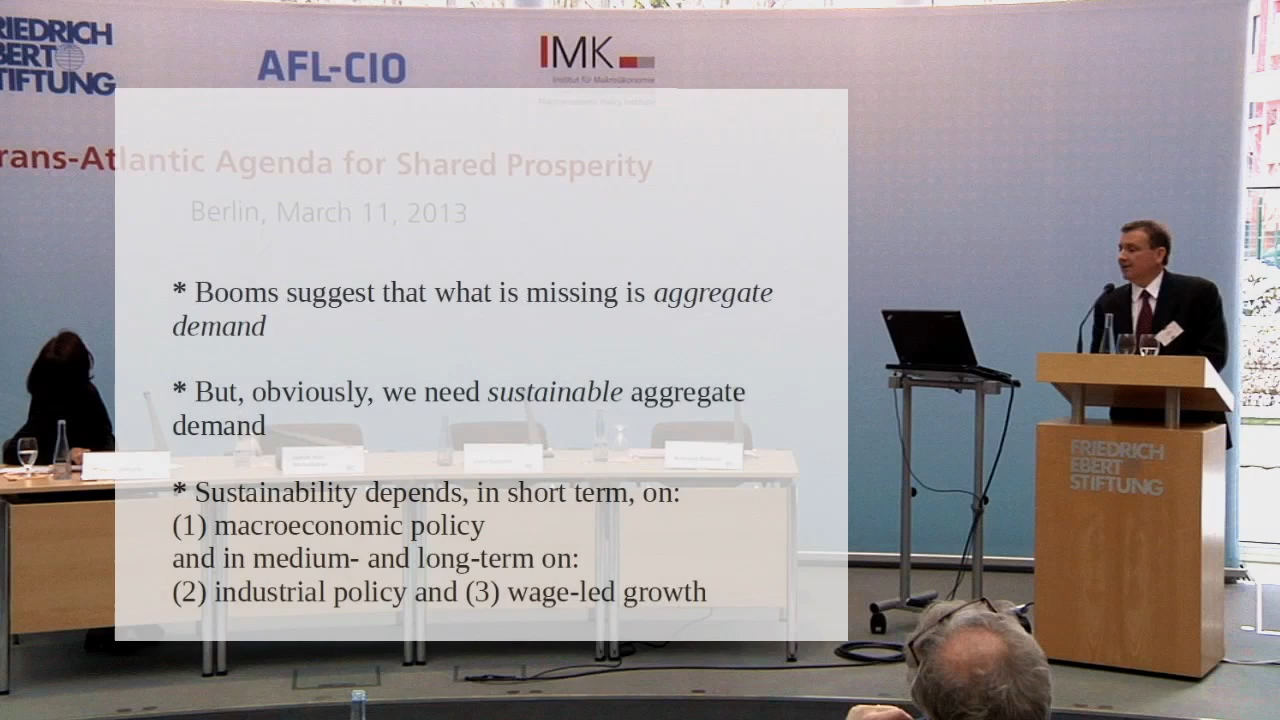 RIEDRICH
BERT
TIFTUNG
AFL-CIO
IMK
Institut für Makroökonomie
rans-Atlantic Agenda for Shared Prosperity
Berlin, March 11, 2013
* Booms suggest that what is missing is aggregate
demand
* But, obviously, we need sustainable aggregate
demand
* Sustainability depends, in short term, on:
(1) macroeconomic policy
and in medium- and long-term on:
(2) industrial policy and (3) wage-led growth
FRIEDRICH
EBERT
STIFTUNG